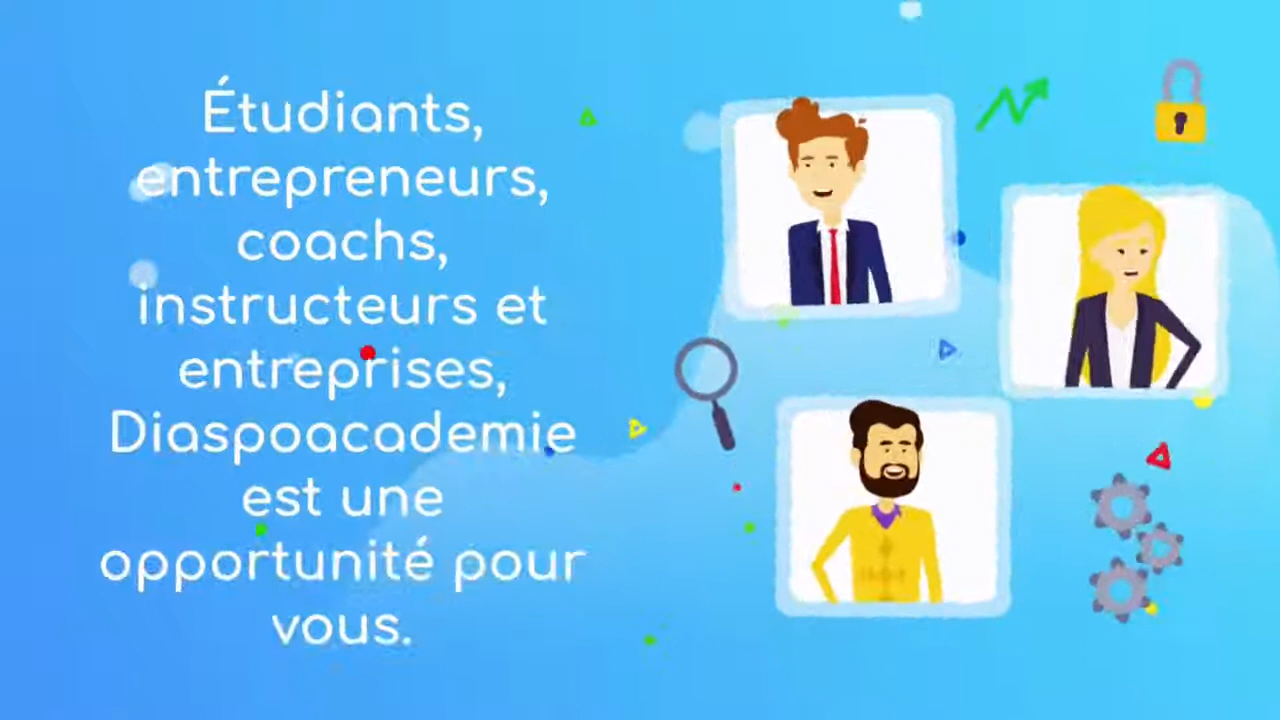 Étudiants,
entrepreneurs,
coachs,
instructeurs et
entreprises,
Diaspoacademie
est une
opportunité pour
vous.